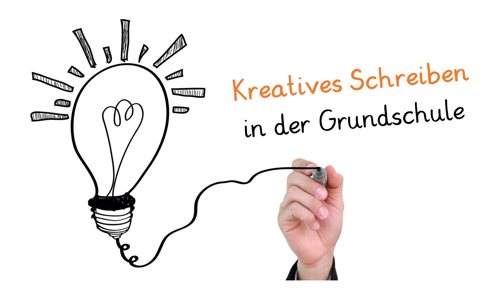 Kreatives Schreiben
in der Grundschule